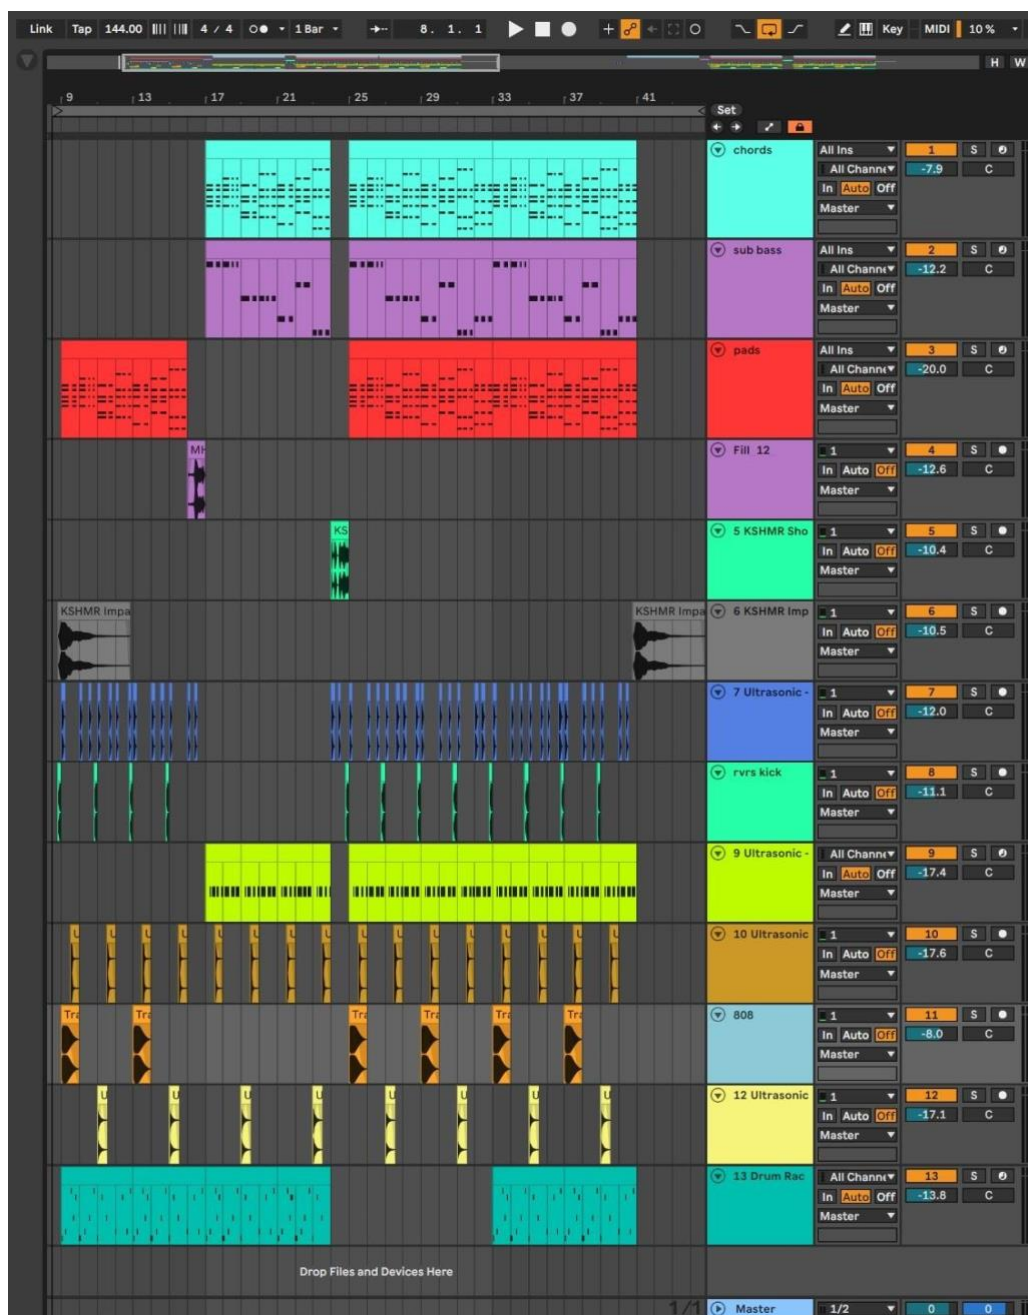 Link Tap 144.00 4 / 4 1 Bar 8. 1. 1 Key MIDI 10 %
H W
9 13 17 21 25 29 33 37 41
Set
chords All Ins 1 S
All Channe -7.9 C
In Auto Off
Master
sub bass All Ins 2 S
All Channe -12.2 C
In Auto Off
Master
pads All Ins 3 S
All Channe -20.0 C
In Auto Off
Master
MH Fill 12 1 4 S
In Auto Off -12.6 C
Master
KS 5 KSHMR Sho 1 5 S
In Auto Off -10.4 C
Master
KSHMR Impa KSHMR Impa 6 KSHMR Imp 1 6 S
In Auto Off -10.5 C
Master
7 Ultrasonic - 1 7 S
In Auto Off -12.0 C
Master
rvrs kick 1 8 S
In Auto Off -11.1 C
Master
9 Ultrasonic - All Channe 9 S
In Auto Off -17.4 C
Master
U U U U U U U U U U U U U U U U 10 Ultrasonic 1 10 S
In Auto Off -17.6 C
Master
Tra Tra Tra Tra Tra Tra 808 1 11 S
In Auto Off -8.0 C
Master
U U U U U U U U 12 Ultrasonic 1 12 S
In Auto Off -17.1 C
Master
13 Drum Rac All Channe 13 S
In Auto Off -13.8 C
Master
Drop Files and Devices Here
1/1 Master 1/2 0 0